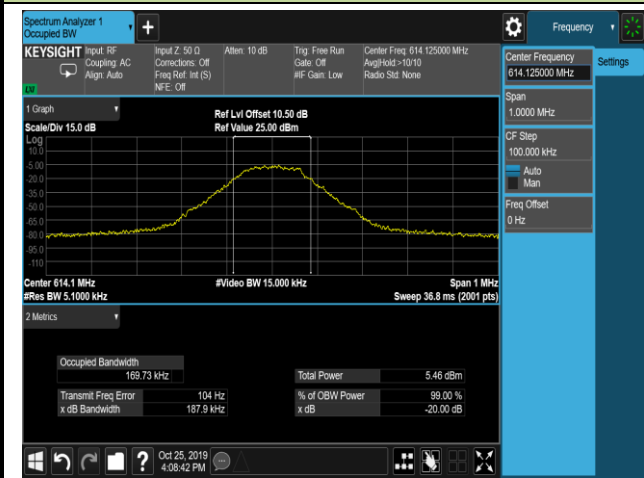 Spectrum Analyzer 1
Occupied BW
Frequency
KEYSIGHT
Input: RF
Coupling: AC
Align: Auto
Input Z: 50 Ω
Corrections: Off
Freq Ref: Int (S)
NFE: Off
Atten: 10 dB
Trig: Free Run
Gate: Off
#IF Gain: Low
Center Freq: 614.125000 MHz
Avg|Hold:>10/10
Radio Std: None
LXI
Center Frequency
614.125000 MHz
Settings
Span
1.0000 MHz
CF Step
100.000 kHz
Auto
Man
Freq Offset
0 Hz
1 Graph
Scale/Div 15.0 dB
Ref Lvl Offset 10.50 dB
Ref Value 25.00 dBm
Log
10.0
-5.00
-20.0
-35.0
-50.0
-65.0
-80.0
-95.0
-110
Center 614.1 MHz
#Res BW 5.1000 kHz
#Video BW 15.000 kHz
Span 1 MHz
Sweep 36.8 ms (2001 pts)
2 Metrics
Occupied Bandwidth
169.73 kHz
Transmit Freq Error 104 Hz
x dB Bandwidth 187.9 kHz
Total Power 5.46 dBm
% of OBW Power 99.00 %
x dB -20.00 dB
?
Oct 25, 2019
4:08:42 PM